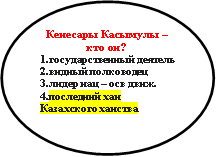 Кенесары Касымулы –
кто он?
1.государственный деятель
2.видный полководец
3.лидер нац – осв движ.
4.последний хан
Казахского ханства